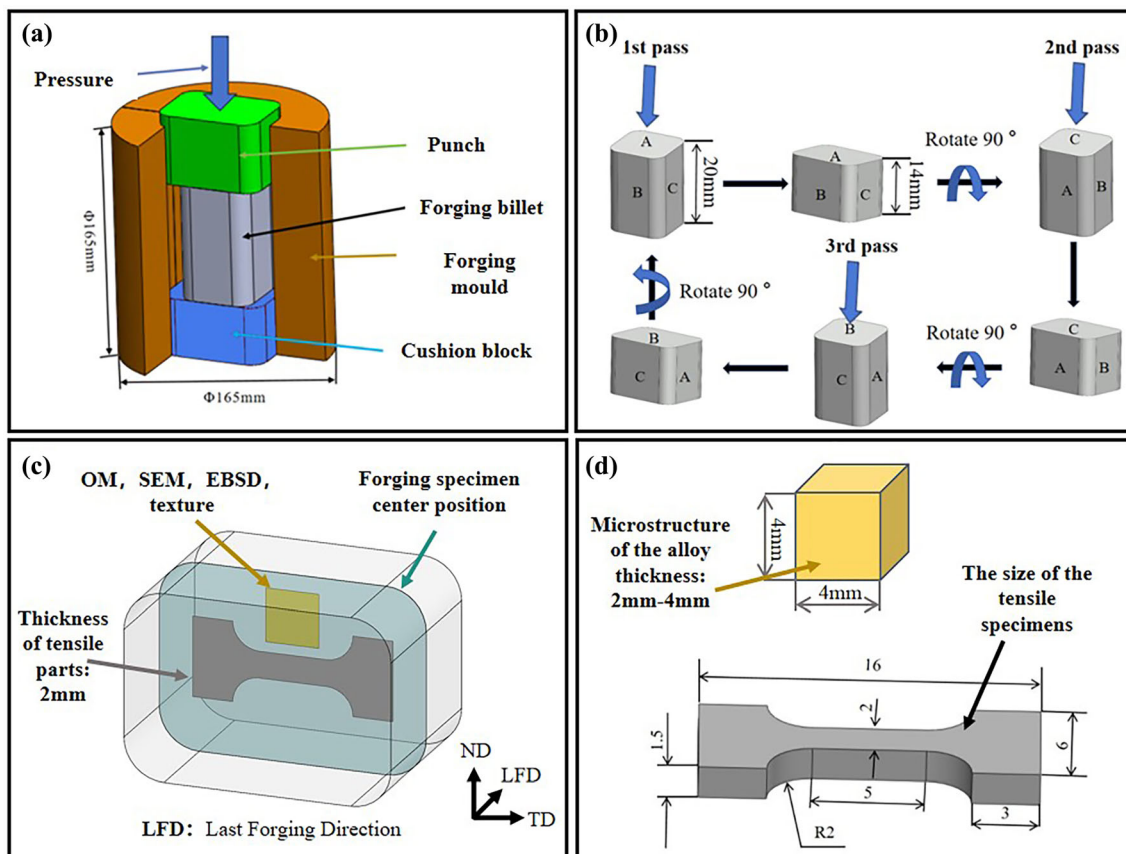 (a)
Pressure
Punch
Forging billet
Forging
mould
Cushion block
Φ165mm
Φ165mm
(b)
1st pass
2nd pass
A
B
C
20mm
A
B
C
14mm
Rotate 90 °
C
A
B
3rd pass
Rotate 90 °
B
C
A
B
C
A
Rotate 90 °
C
A
B
(c)
OM, SEM, EBSD,
texture
Forging specimen
center position
Thickness
of tensile
parts:
2mm
ND
LFD
TD
LFD: Last Forging Direction
(d)
Microstructure
of the alloy
thickness:
2mm-4mm
4mm
4mm
The size of the
tensile
specimens
16
2
1.5
6
5
3
R2